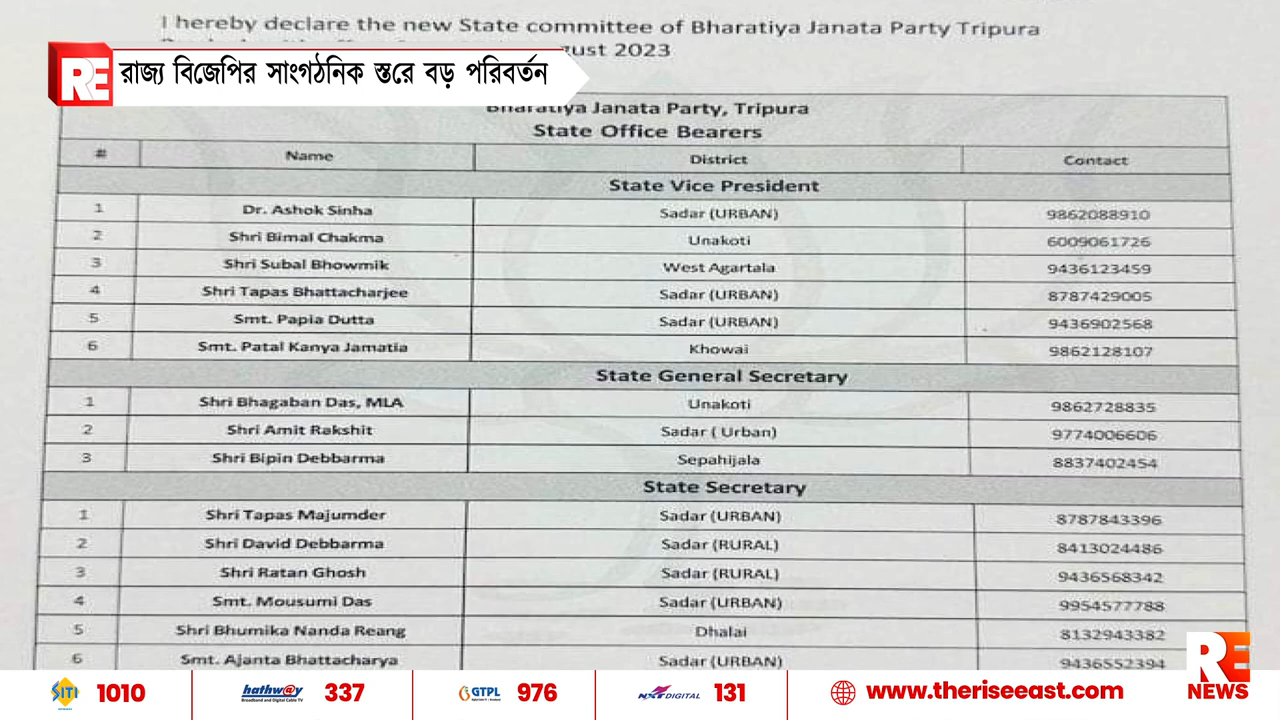 I hereby declare the new State committee of Bharatiya Janata Party Tripura
gust 2023
RE রাজ্য বিজেপির সাংগঠনিক স্তরে বড় পরিবর্তন
Bharatiya Janata Party, Tripura
State Office Bearers
# Name District Contact
State Vice President
1 Dr. Ashok Sinha Sadar (URBAN) 9862088910
2 Shri Bimal Chakma Unakoti 6009061726
3 Shri Subal Bhowmik West Agartala 9436123459
4 Shri Tapas Bhattacharjee Sadar (URBAN) 8787429005
5 Smt. Papia Dutta Sadar (URBAN) 9436902568
6 Smt. Patal Kanya Jamatia Khowai 9862128107
State General Secretary
1 Shri Bhagaban Das, MLA Unakoti 9862728835
2 Shri Amit Rakshit Sadar ( Urban) 9774006606
3 Shri Bipin Debbarma Sepahijala 8837402454
State Secretary
1 Shri Tapas Majumder Sadar (URBAN) 8787843396
2 Shri David Debbarma Sadar (RURAL) 8413024486
3 Shri Ratan Ghosh Sadar (RURAL) 9436568342
4 Smt. Mousumi Das Sadar (URBAN) 9954577788
5 Shri Bhumika Nanda Reang Dhalai 8132943382
6 Smt. Ajanta Bhattacharya Sadar (URBAN) 9436552394
RE NEWS
SITI 1010 hathway Broadband and Digital Cable TV 337 GTPL 976 NXT DIGITAL 131 www.theriseeast.com